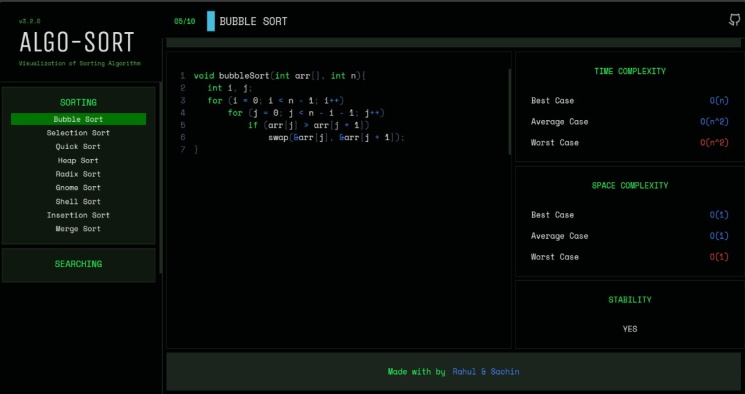 v3.2.0
ALGO-SORT
Visualization of Sorting Algorithm
SORTING
Bubble Sort
Selection Sort
Quick Sort
Heap Sort
Radix Sort
Gnome Sort
Shell Sort
Insertion Sort
Merge Sort
SEARCHING
05/10 BUBBLE SORT
1 void bubbleSort(int arr[], int n){
2 int i, j;
3 for (i = 0; i < n - 1; i++)
4 for (j = 0; j < n - i - 1; j++)
5 if (arr[j] > arr[j + 1])
6 swap(&arr[j], &arr[j + 1]);
7 }
TIME COMPLEXITY
Best Case O(n)
Average Case O(n^2)
Worst Case O(n^2)
SPACE COMPLEXITY
Best Case O(1)
Average Case O(1)
Worst Case O(1)
STABILITY
YES
Made with by Rahul & Sachin